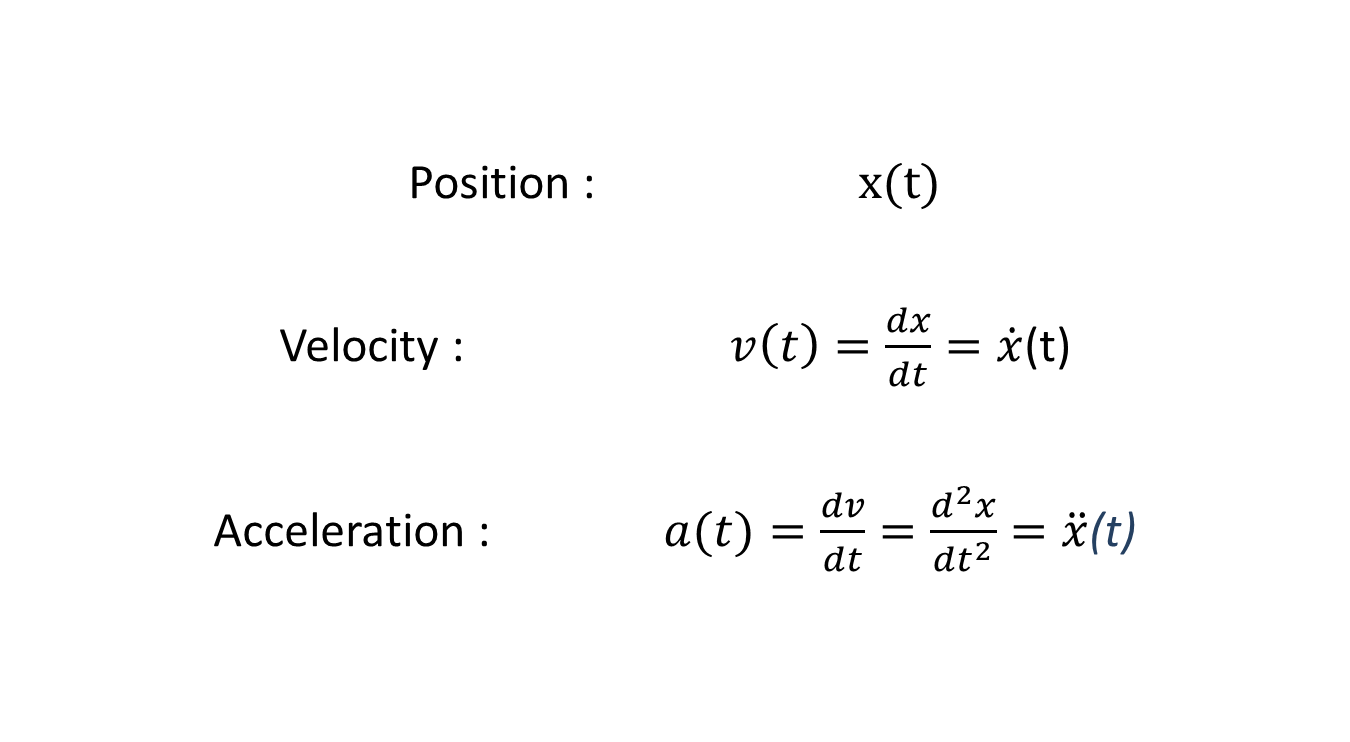 Position : x(t)
Velocity : 𝑣(𝑡) = 𝑑𝑥/𝑑𝑡 = 𝑥̇(t)
Acceleration : 𝑎(𝑡) = 𝑑𝑣/𝑑𝑡 = 𝑑²𝑥/𝑑𝑡² = 𝑥̈(t)